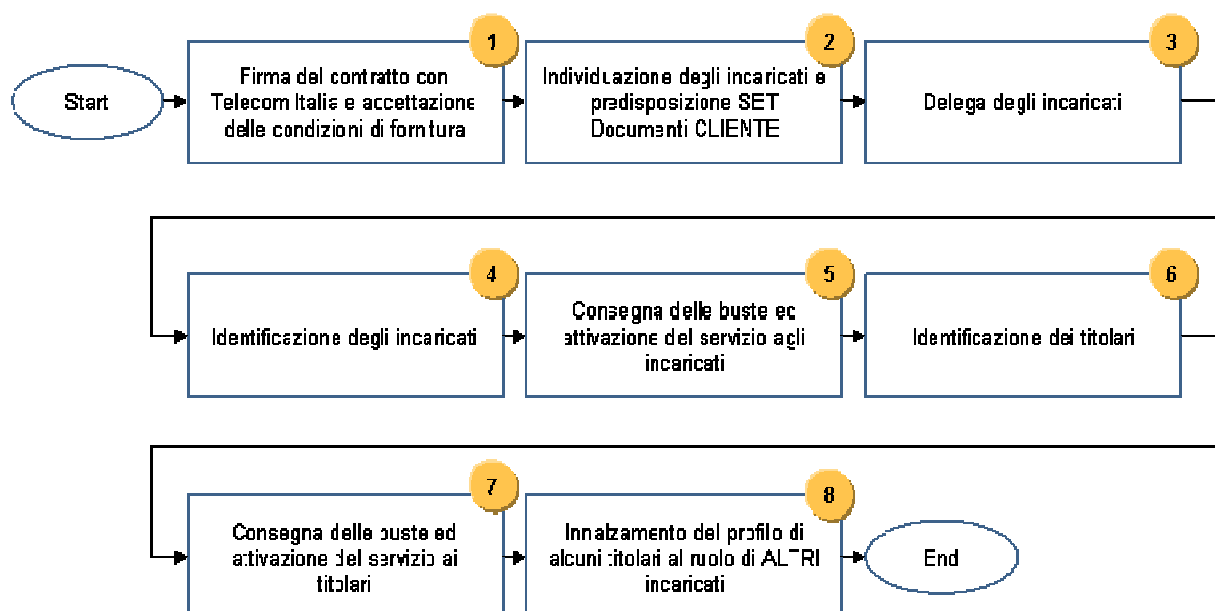 1
2
3
Start
Firma del contratto con
Telecom Italia e accettazione
delle condizioni di fornitura
Individuazione degli incaricati e
predisposizione SET
Documenti CLIENTE
Delega degli incaricati
4
5
6
Identificazione degli incaricati
Consegna delle buste ed
attivazione del servizio agli
incaricati
Identificazione dei titolari
7
8
Consegna delle buste ed
attivazione del servizio ai
titolari
Innalzamento del profilo di
alcuni titolari al ruolo di ALTRI
incaricati
End